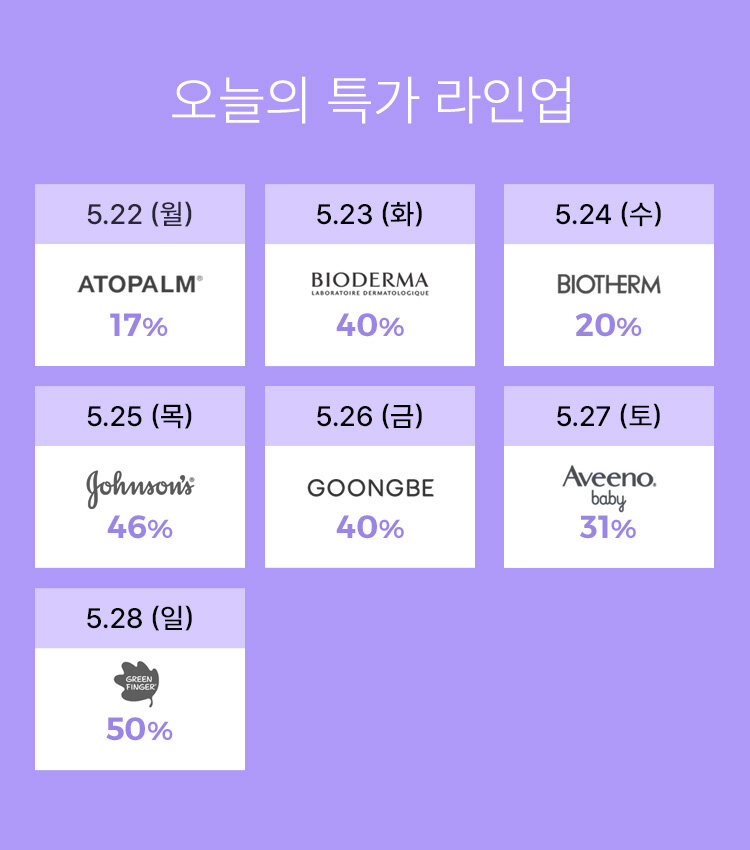 오늘의 특가 라인업
5.22 (월)
ATOPALM®
17%
5.23 (화)
BIODERMA
LABORATOIRE DERMATOLOGIQUE
40%
5.24 (수)
BIOTHERM
20%
5.25 (목)
Johnson's®
46%
5.26 (금)
GOONGBE
40%
5.27 (토)
Aveeno.
baby
31%
5.28 (일)
GREEN
FINGER
50%